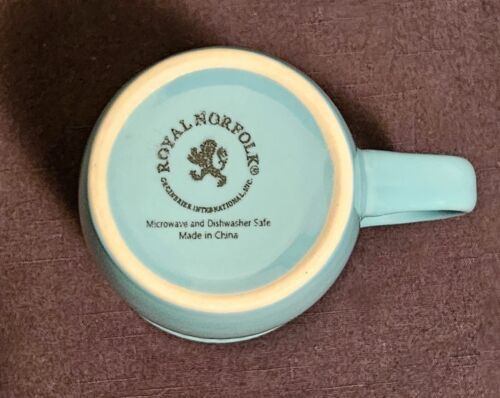 ROYAL NORFOLK®
GREENBRIER INTERNATIONAL, INC.
Microwave and Dishwasher Safe
Made in China